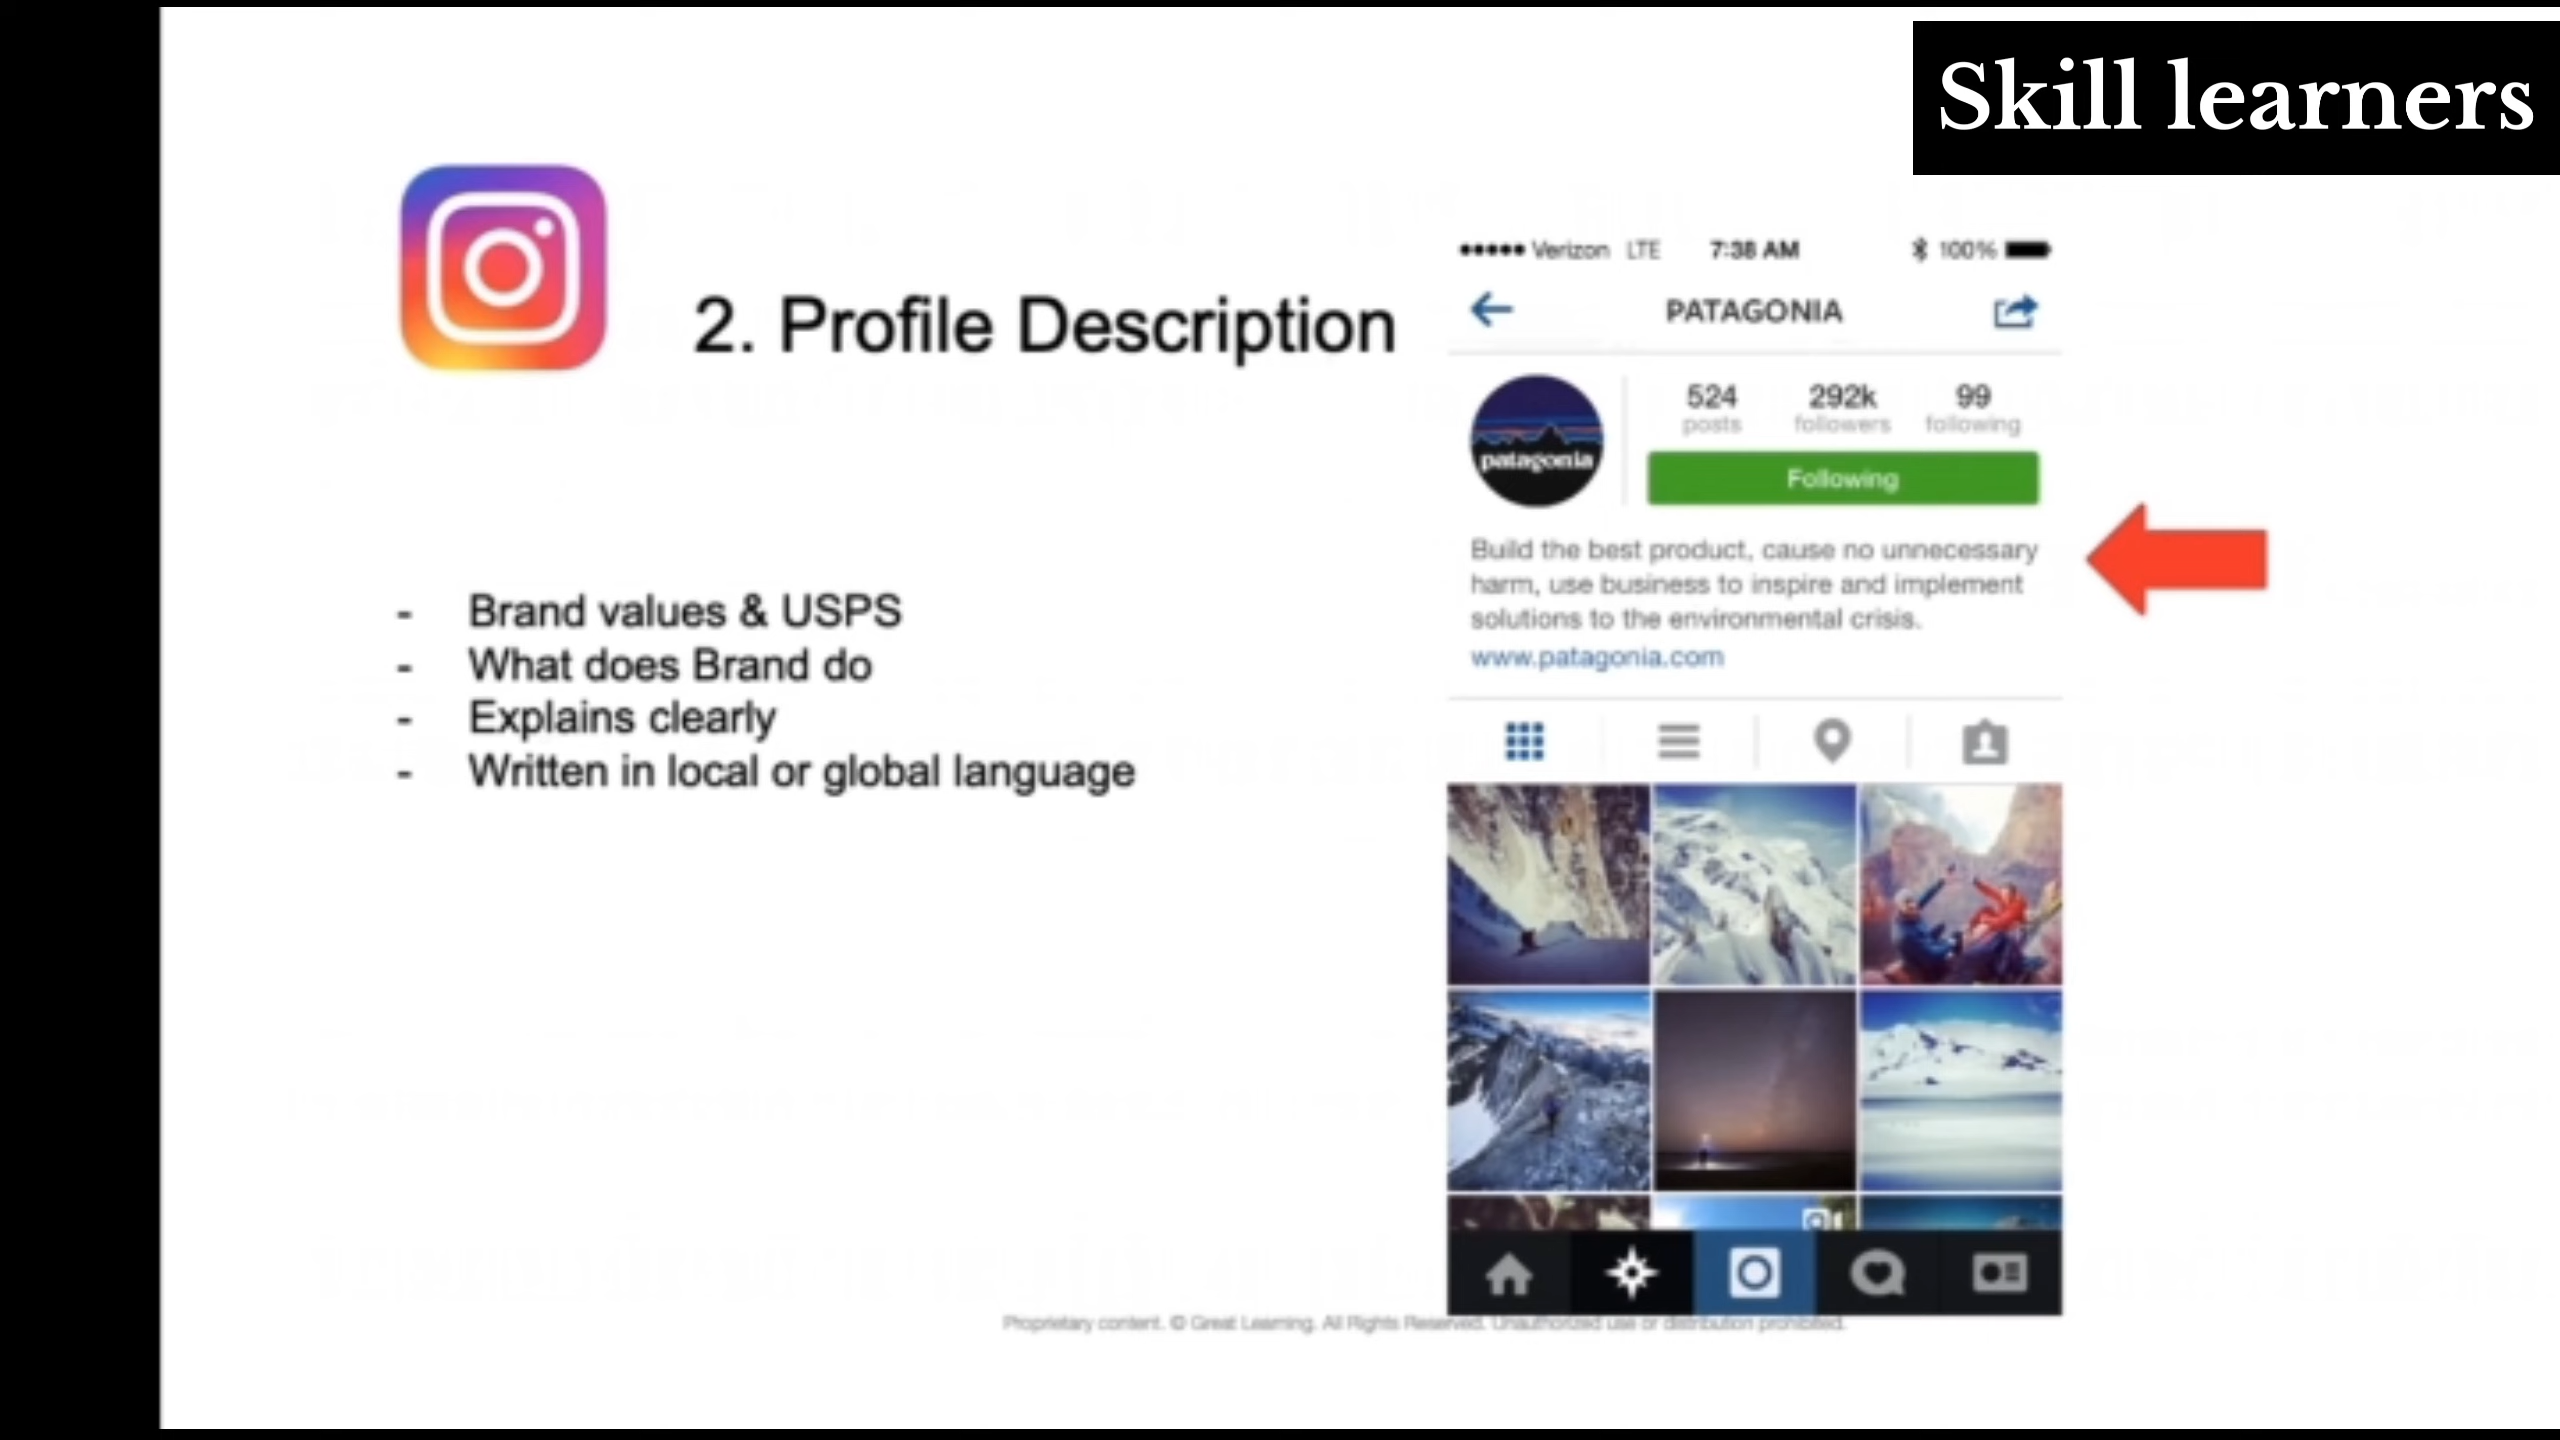 Skill learners
2. Profile Description
- Brand values & USPS
- What does Brand do
- Explains clearly
- Written in local or global language
Verizon LTE 7:38 AM 100%
PATAGONIA
524 292k 99
posts followers following
patagonia
Following
Build the best product, cause no unnecessary
harm, use business to inspire and implement
solutions to the environmental crisis.
www.patagonia.com
Proprietary content. © Great Learning. All Rights Reserved. Unauthorized use or distribution prohibited.